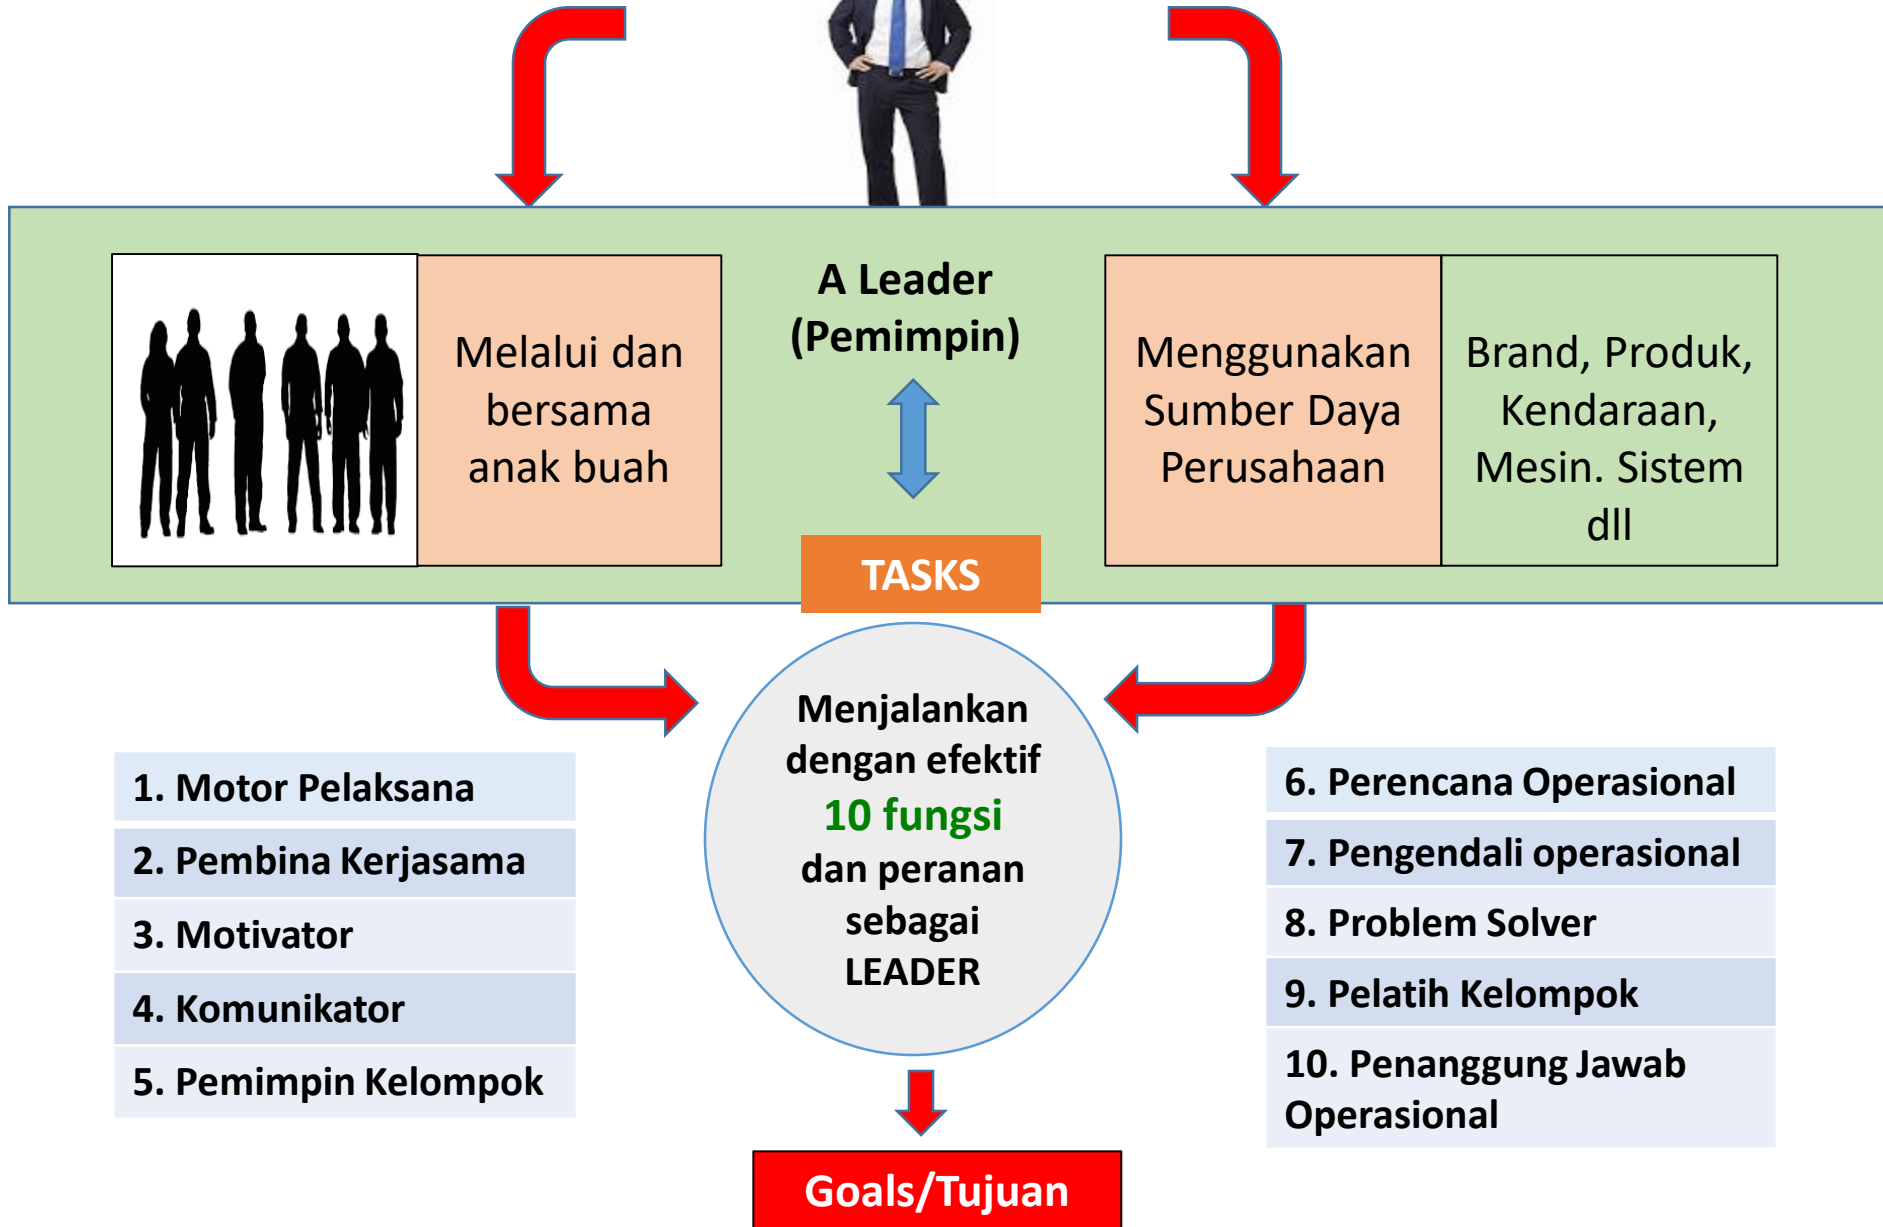 A Leader
(Pemimpin)
Melalui dan
bersama
anak buah
Menggunakan
Sumber Daya
Perusahaan
Brand, Produk,
Kendaraan,
Mesin. Sistem
dll
TASKS
Menjalankan
dengan efektif
10 fungsi
dan peranan
sebagai
LEADER
1. Motor Pelaksana
2. Pembina Kerjasama
3. Motivator
4. Komunikator
5. Pemimpin Kelompok
6. Perencana Operasional
7. Pengendali operasional
8. Problem Solver
9. Pelatih Kelompok
10. Penanggung Jawab
Operasional
Goals/Tujuan